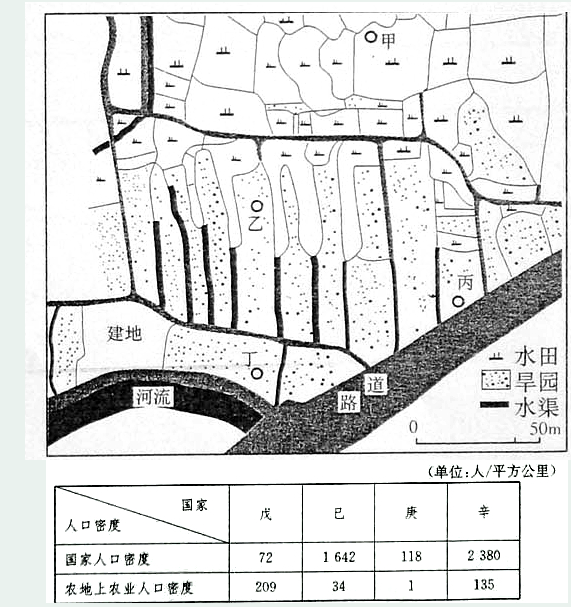 甲
乙
丙
建地
丁
水田
旱园
水渠
道
路
河流
0 50m
(单位:人/平方公里)
国家
人口密度
戊 巳 庚 辛
国家人口密度 72 1 642 118 2 380
农地上农业人口密度 209 34 1 135